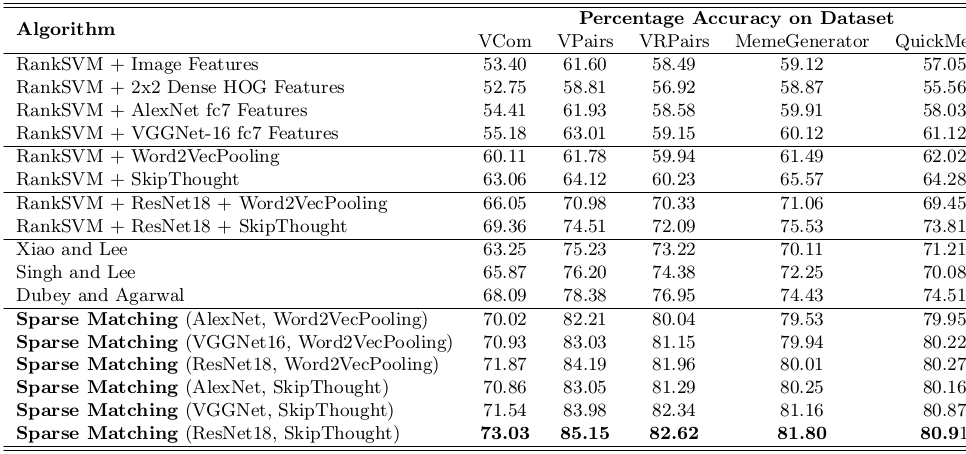 Algorithm Percentage Accuracy on Dataset
VCom VPairs VRPairs MemeGenerator QuickMe
RankSVM + Image Features 53.40 61.60 58.49 59.12 57.05
RankSVM + 2x2 Dense HOG Features 52.75 58.81 56.92 58.87 55.56
RankSVM + AlexNet fc7 Features 54.41 61.93 58.58 59.91 58.03
RankSVM + VGGNet-16 fc7 Features 55.18 63.01 59.15 60.12 61.12
RankSVM + Word2VecPooling 60.11 61.78 59.94 61.49 62.02
RankSVM + SkipThought 63.06 64.12 60.23 65.57 64.28
RankSVM + ResNet18 + Word2VecPooling 66.05 70.98 70.33 71.06 69.45
RankSVM + ResNet18 + SkipThought 69.36 74.51 72.09 75.53 73.81
Xiao and Lee 63.25 75.23 73.22 70.11 71.21
Singh and Lee 65.87 76.20 74.38 72.25 70.08
Dubey and Agarwal 68.09 78.38 76.95 74.43 74.51
Sparse Matching (AlexNet, Word2VecPooling) 70.02 82.21 80.04 79.53 79.95
Sparse Matching (VGGNet16, Word2VecPooling) 70.93 83.03 81.15 79.94 80.22
Sparse Matching (ResNet18, Word2VecPooling) 71.87 84.19 81.96 80.01 80.27
Sparse Matching (AlexNet, SkipThought) 70.86 83.05 81.29 80.25 80.16
Sparse Matching (VGGNet, SkipThought) 71.54 83.98 82.34 81.16 80.87
Sparse Matching (ResNet18, SkipThought) 73.03 85.15 82.62 81.80 80.91